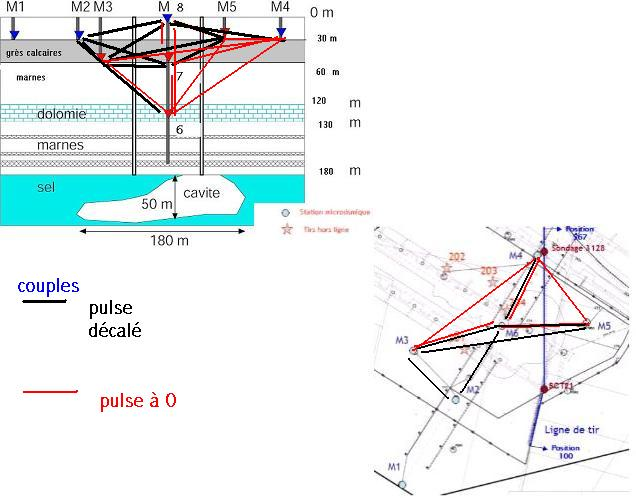 M1 M2 M3 M 8 M5 M4 0 m
30 m
grès calcaires
7
60 m
marnes
120 m
dolomie
6
130 m
marnes
180 m
sel
cavite
50 m
180 m
Station microsismique
Tirs hors ligne
couples
pulse
décalé
pulse à 0
Position
M4
Sondage 1128
202
203
M6
M5
M3
M2
Ligne de tir
Position
100
M1